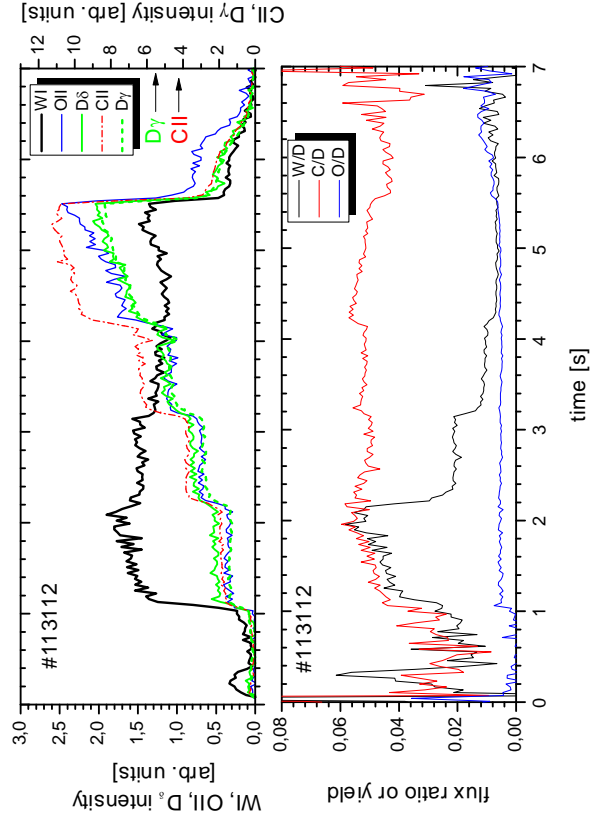 #113112
WI
OII
Dδ
CII
Dγ
Dγ
CII
3,0
2,5
2,0
1,5
1,0
0,5
0,0
WI, OII, Dδ intensity
[arb. units]
12
10
8
6
4
2
0
CII, Dγ intensity [arb. units]
#113112
W/D
C/D
O/D
0,08
0,06
0,04
0,02
0,00
flux ratio or yield
0
1
2
3
4
5
6
7
time [s]